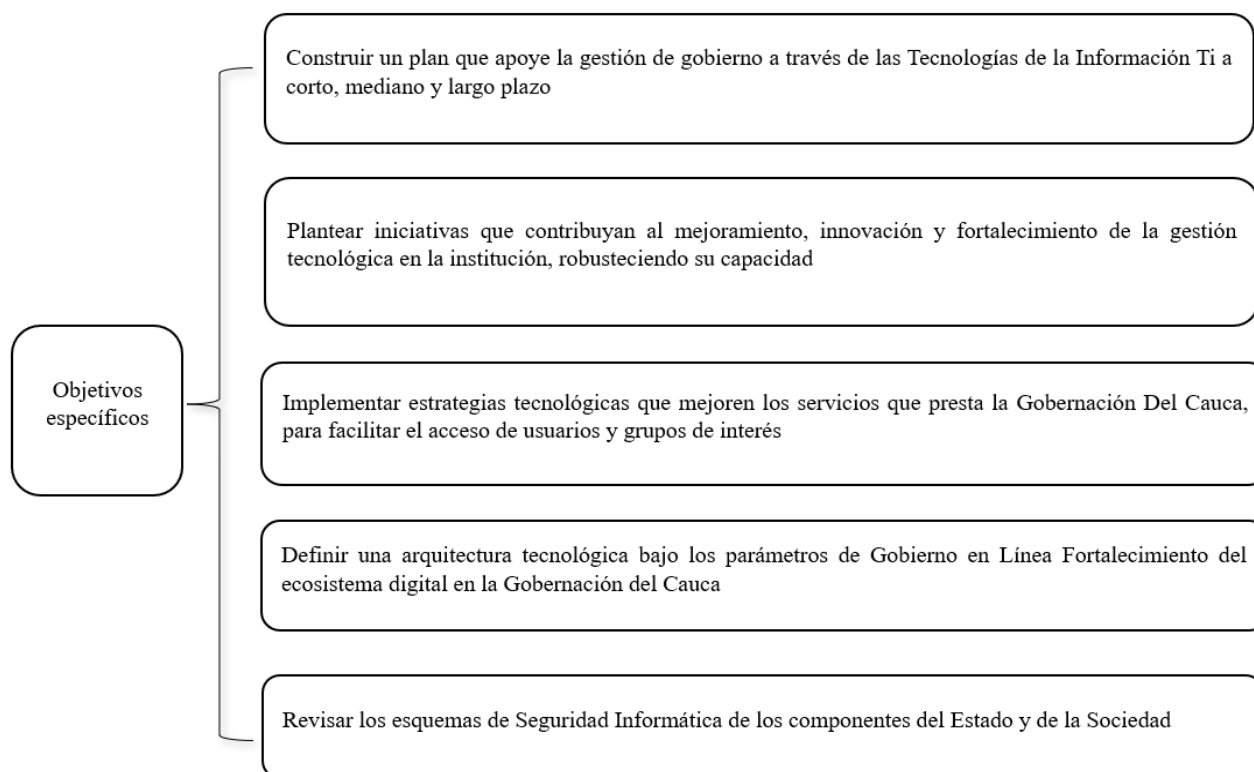 Construir un plan que apoye la gestión de gobierno a través de las Tecnologías de la Información Ti a
corto, mediano y largo plazo
Plantear iniciativas que contribuyan al mejoramiento, innovación y fortalecimiento de la gestión
tecnológica en la institución, robusteciendo su capacidad
Objetivos
específicos
Implementar estrategias tecnológicas que mejoren los servicios que presta la Gobernación Del Cauca,
para facilitar el acceso de usuarios y grupos de interés
Definir una arquitectura tecnológica bajo los parámetros de Gobierno en Línea Fortalecimiento del
ecosistema digital en la Gobernación del Cauca
Revisar los esquemas de Seguridad Informática de los componentes del Estado y de la Sociedad